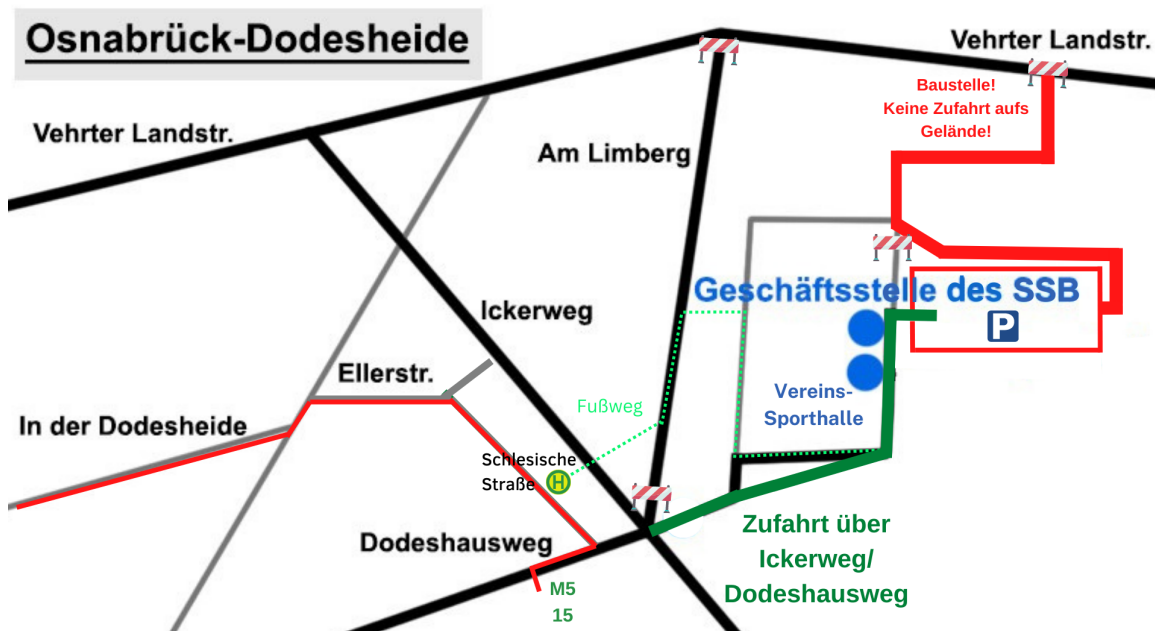 Osnabrück-Dodesheide
Vehrter Landstr.
Baustelle!
Keine Zufahrt aufs
Gelände!
Vehrter Landstr.
Am Limberg
Geschäftsstelle des SSB
P
Ickerweg
Ellerstr.
Vereins-
Sporthalle
Fußweg
In der Dodesheide
Schlesische
Straße
H
Dodeshausweg
Zufahrt über
Ickerweg/
Dodeshausweg
M5
15